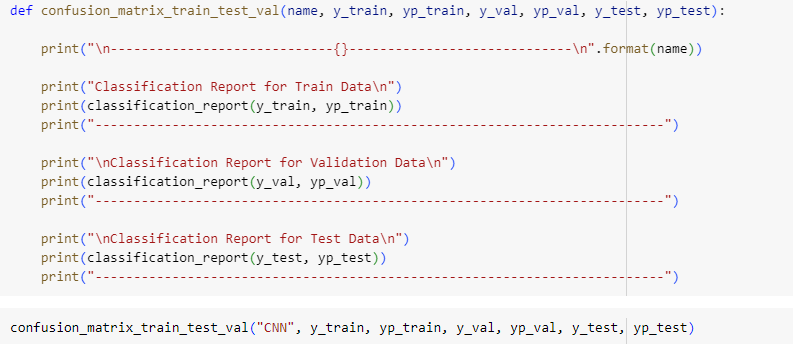 def confusion_matrix_train_test_val(name, y_train, yp_train, y_val, yp_val, y_test, yp_test):
print("\n-----------------------------{}-----------------------------\n".format(name))
print("Classification Report for Train Data\n")
print(classification_report(y_train, yp_train))
print("--------------------------------------------------------------------------")
print("\nClassification Report for Validation Data\n")
print(classification_report(y_val, yp_val))
print("--------------------------------------------------------------------------")
print("\nClassification Report for Test Data\n")
print(classification_report(y_test, yp_test))
print("--------------------------------------------------------------------------")
confusion_matrix_train_test_val("CNN", y_train, yp_train, y_val, yp_val, y_test, yp_test)